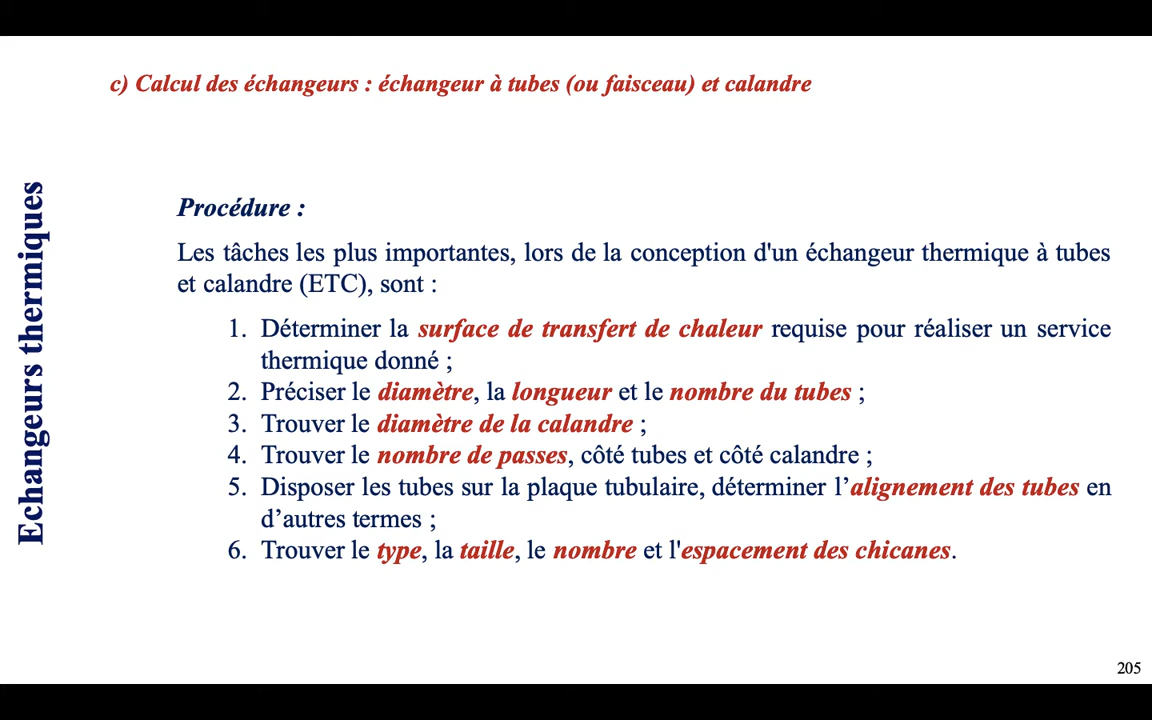 c) Calcul des échangeurs : échangeur à tubes (ou faisceau) et calandre
Echangeurs thermiques
Procédure :
Les tâches les plus importantes, lors de la conception d'un échangeur thermique à tubes
et calandre (ETC), sont :
1. Déterminer la surface de transfert de chaleur requise pour réaliser un service
thermique donné ;
2. Préciser le diamètre, la longueur et le nombre du tubes ;
3. Trouver le diamètre de la calandre ;
4. Trouver le nombre de passes, côté tubes et côté calandre ;
5. Disposer les tubes sur la plaque tubulaire, déterminer l’alignement des tubes en
d’autres termes ;
6. Trouver le type, la taille, le nombre et l'espacement des chicanes.
205